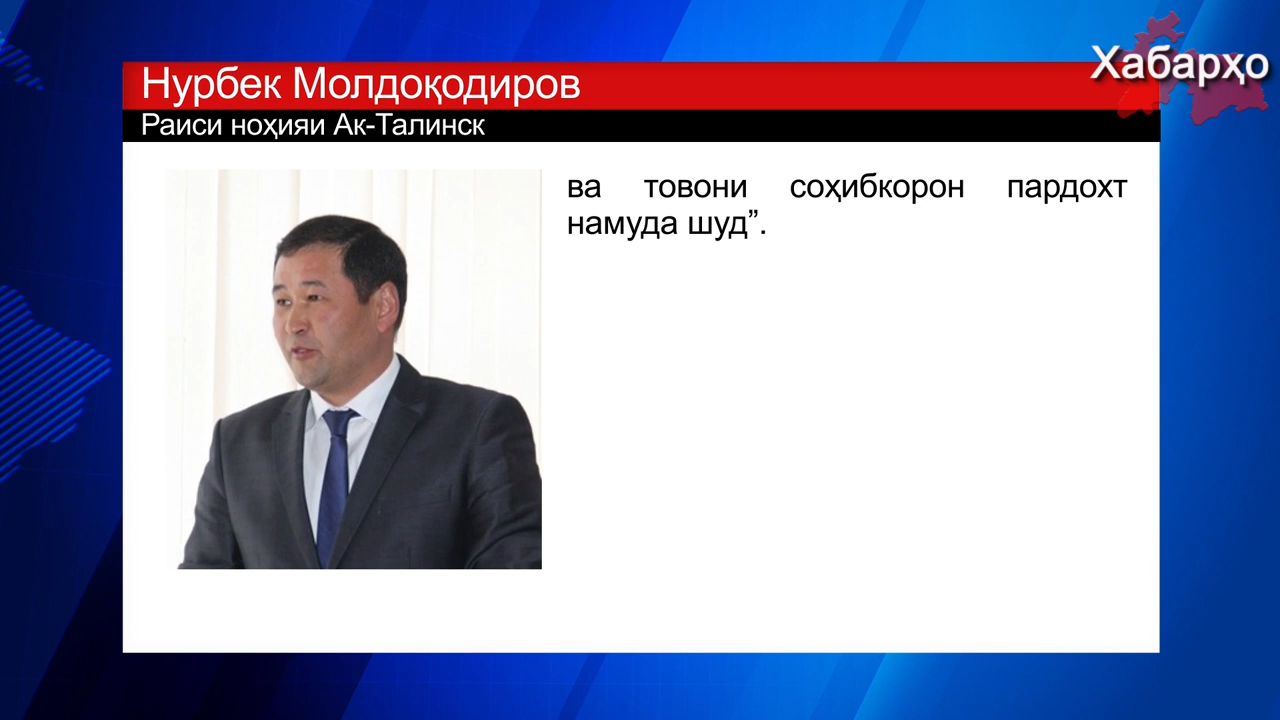 Хабарҳо
Нурбек Молдоқодиров
Раиси ноҳияи Ак-Талинск
ва товони соҳибкорон пардохт
намуда шуд”.